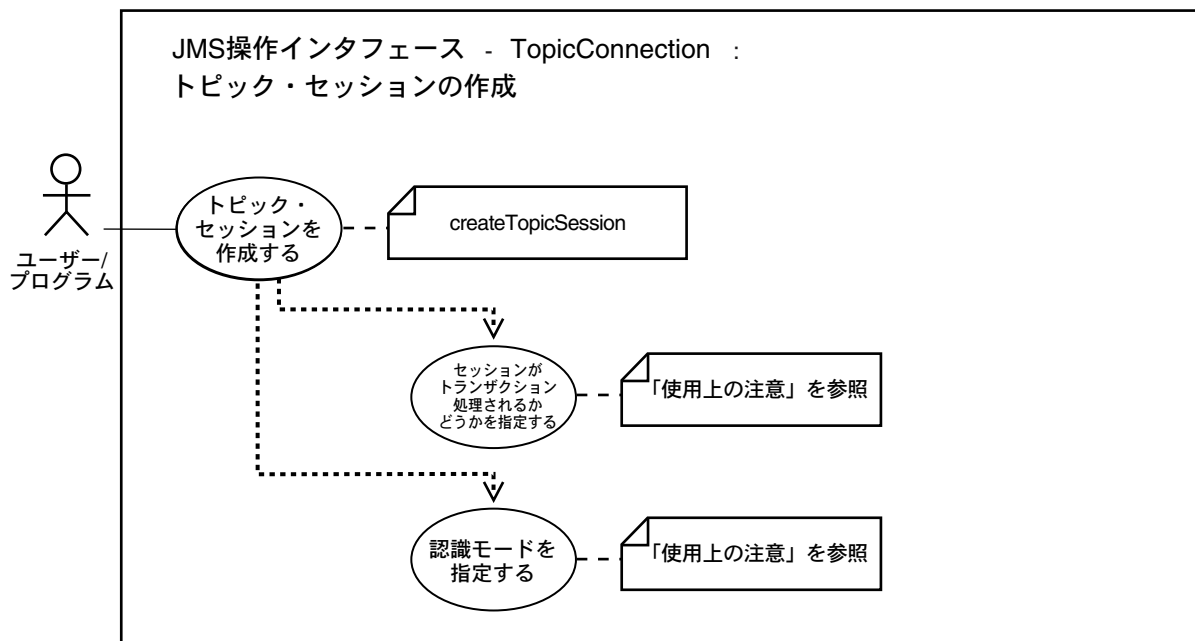 JMS操作インタフェース - TopicConnection :
トピック・セッションの作成
ユーザー/
プログラム
トピック・
セッションを
作成する
createTopicSession
セッションが
トランザクション
処理されるか
どうかを指定する
「使用上の注意」を参照
認識モードを
指定する
「使用上の注意」を参照